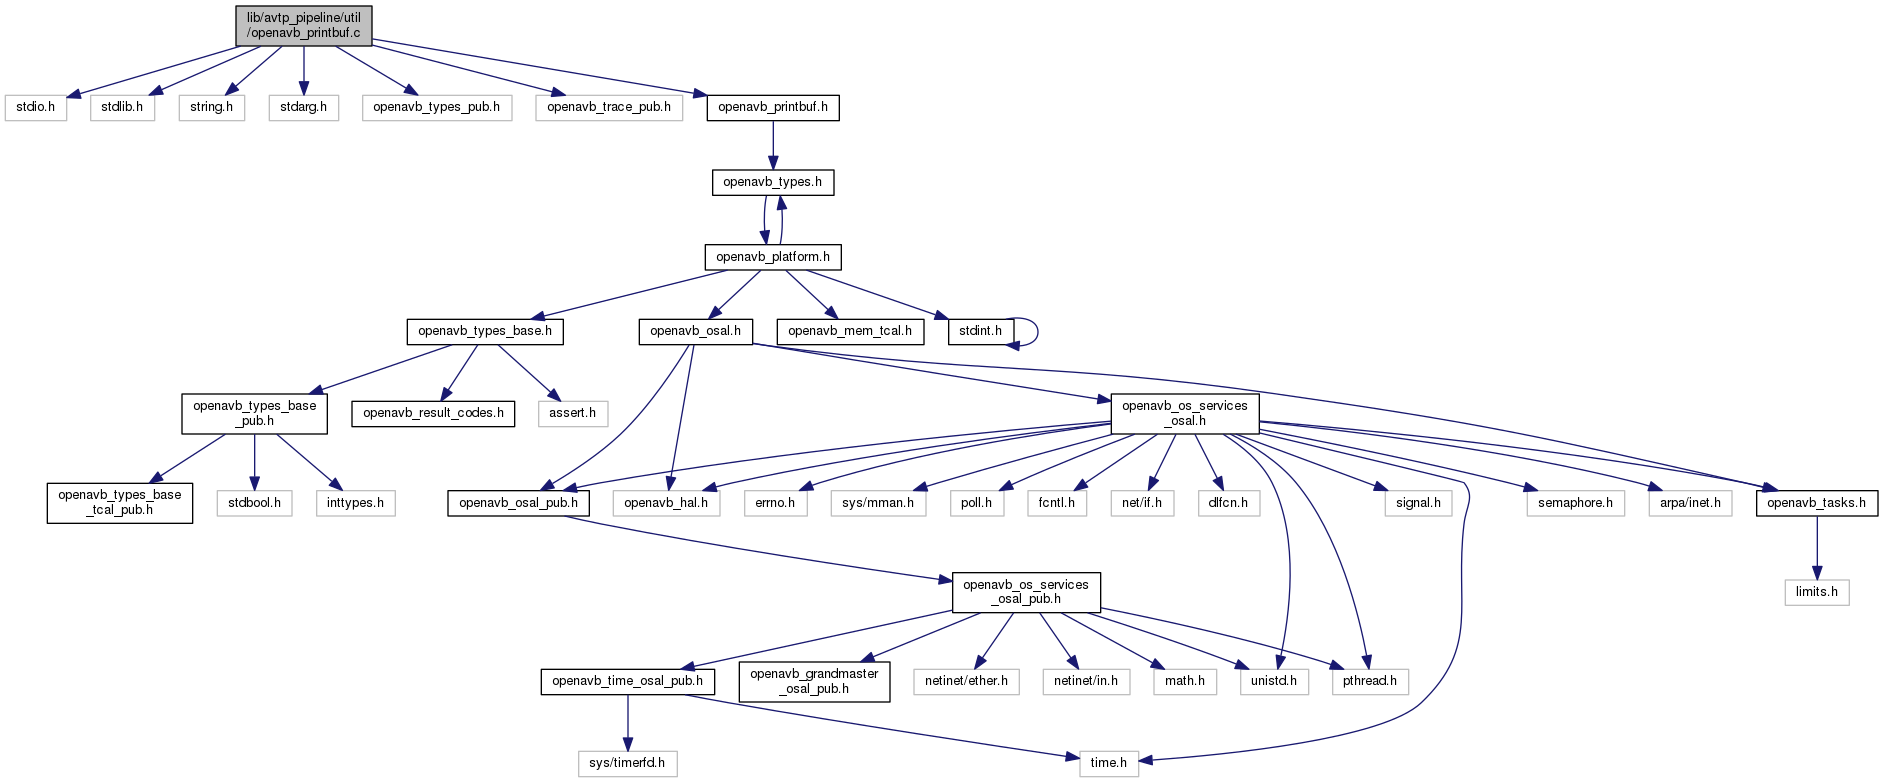 lib/avtp_pipeline/util
/openavb_printbuf.c
stdio.h
stdlib.h
string.h
stdarg.h
openavb_types_pub.h
openavb_trace_pub.h
openavb_printbuf.h
openavb_types.h
openavb_platform.h
openavb_types_base.h
openavb_osal.h
openavb_mem_tcal.h
stdint.h
openavb_types_base
_pub.h
openavb_result_codes.h
assert.h
openavb_os_services
_osal.h
openavb_types_base
_tcal_pub.h
stdbool.h
inttypes.h
openavb_osal_pub.h
openavb_hal.h
errno.h
sys/mman.h
poll.h
fcntl.h
net/if.h
dlfcn.h
signal.h
semaphore.h
arpa/inet.h
openavb_tasks.h
openavb_os_services
_osal_pub.h
limits.h
openavb_time_osal_pub.h
openavb_grandmaster
_osal_pub.h
netinet/ether.h
netinet/in.h
math.h
unistd.h
pthread.h
sys/timerfd.h
time.h